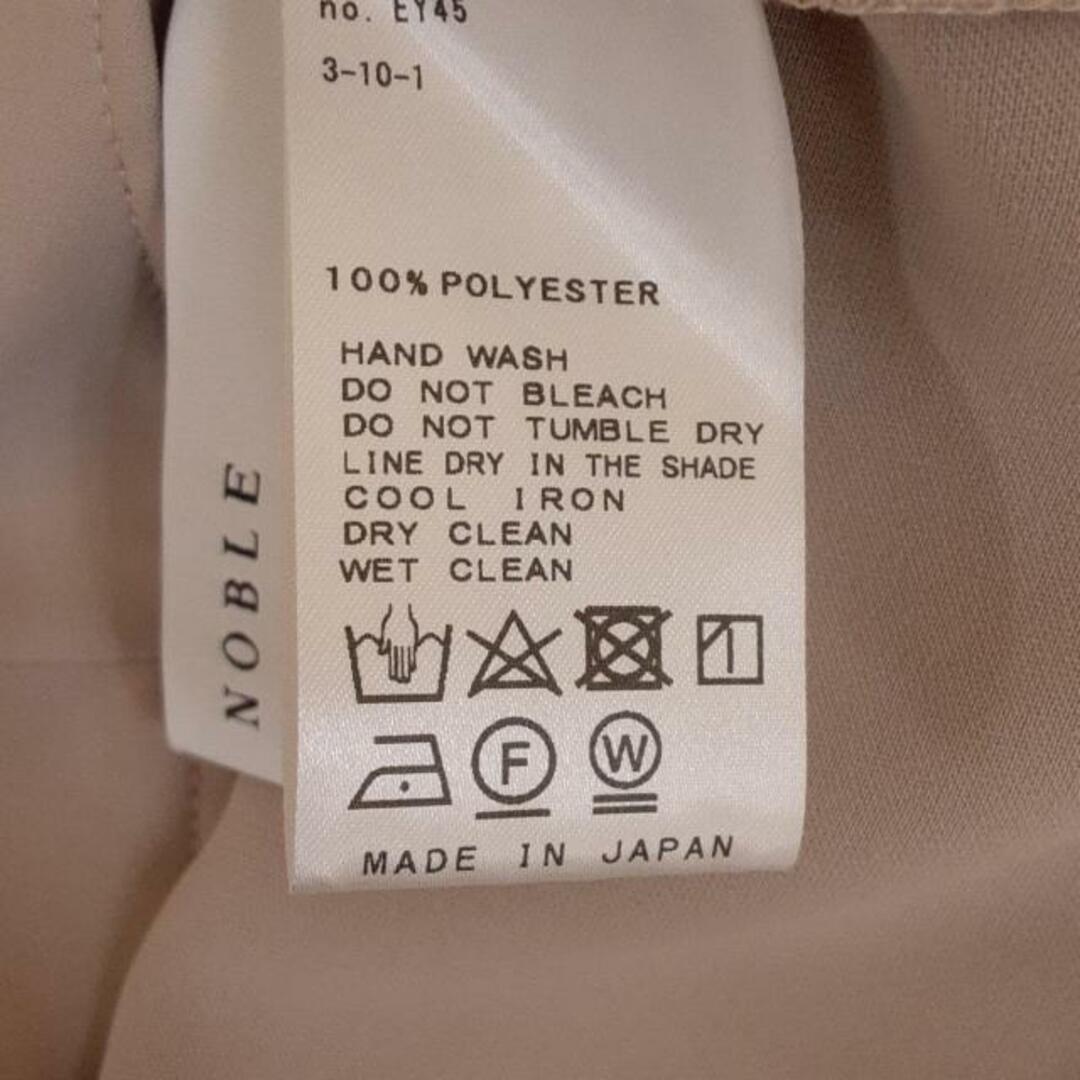 no. EY45
3-10-1
100% POLYESTER
HAND WASH
DO NOT BLEACH
DO NOT TUMBLE DRY
LINE DRY IN THE SHADE
COOL IRON
DRY CLEAN
WET CLEAN
F W
MADE IN JAPAN
NOBLE